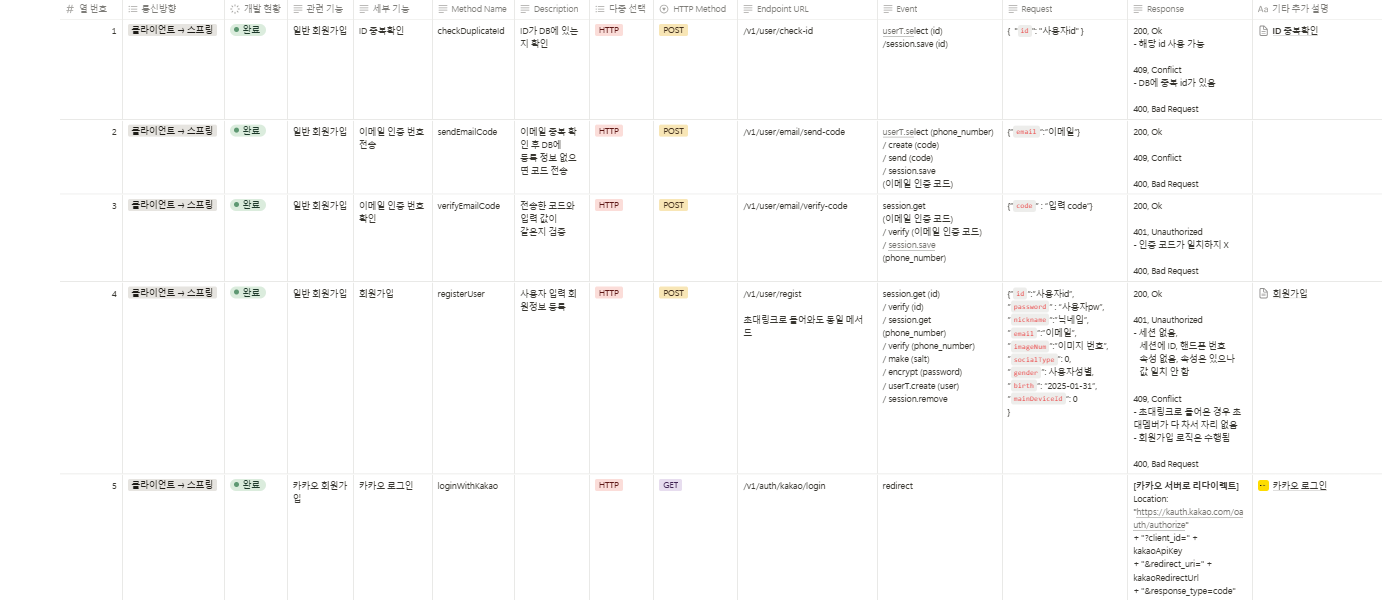 열 번호 통신방향 개발 현황 관련 기능 세부 기능 Method Name Description 다중 선택 HTTP Method Endpoint URL Event Request Response Aa 기타 추가 설명
1 클라이언트 → 스프링 완료 일반 회원가입 ID 중복확인 checkDuplicateId
ID가 DB에 있는
지 확인
HTTP POST /v1/user/check-id
userT.select (id)
/session.save (id)
{ "id": "사용자id" }
200, Ok
- 해당 id 사용 가능
409, Conflict
- DB에 중복 id가 있음
400, Bad Request
ID 중복확인
2 클라이언트 → 스프링 완료 일반 회원가입
이메일 인증 번호
전송
sendEmailCode
이메일 중복 확
인 후 DB에
등록 정보 없으
면 코드 전송
HTTP POST /v1/user/email/send-code
userT.select (phone_number)
/ create (code)
/ send (code)
/ session.save
(이메일 인증 코드)
{"email":"이메일"}
200, Ok
409, Conflict
400, Bad Request
3 클라이언트 → 스프링 완료 일반 회원가입
이메일 인증 번호
확인
verifyEmailCode
전송한 코드와
입력 값이
같은지 검증
HTTP POST /v1/user/email/verify-code
session.get
(이메일 인증 코드)
/ verify (이메일 인증 코드)
/ session.save
(phone_number)
{"code" : "입력 code"}
200, Ok
401, Unauthorized
- 인증 코드가 일치하지 X
400, Bad Request
4 클라이언트 → 스프링 완료 일반 회원가입 회원가입 registerUser
사용자 입력 회
원정보 등록
HTTP POST /v1/user/regist
초대링크로 들어와도 동일 메서
드
session.get (id)
/ verify (id)
/ session.get
(phone_number)
/ verify (phone_number)
/ make (salt)
/ encrypt (password)
/ userT.create (user)
/ session.remove
{"id":"사용자id",
"password" : "사용자pw",
"nickname":"닉네임",
"email":"이메일",
"imageNum":"이미지 번호",
"socialType": 0,
"gender": 사용자성별,
"birth": "2025-01-31",
"mainDeviceId": 0
}
200, Ok
401, Unauthorized
- 세션 없음,
세션에 ID, 핸드폰 번호
속성 없음, 속성은 있으나
값 일치 안 함
409, Conflict
- 초대링크로 들어온 경우 초
대멤버가 다 차서 자리 없음
- 회원가입 로직은 수행됨
400, Bad Request
회원가입
5 클라이언트 → 스프링 완료
카카오 회원가
입
카카오 로그인 loginWithKakao HTTP GET /v1/auth/kakao/login redirect
[카카오 서버로 리다이렉트]
Location:
"https://kauth.kakao.com/oa
uth/authorize"
+ "?client_id=" +
kakaoApiKey
+ "&redirect_uri=" +
kakaoRedirectUrl
+ "&response_type=code"
카카오 로그인